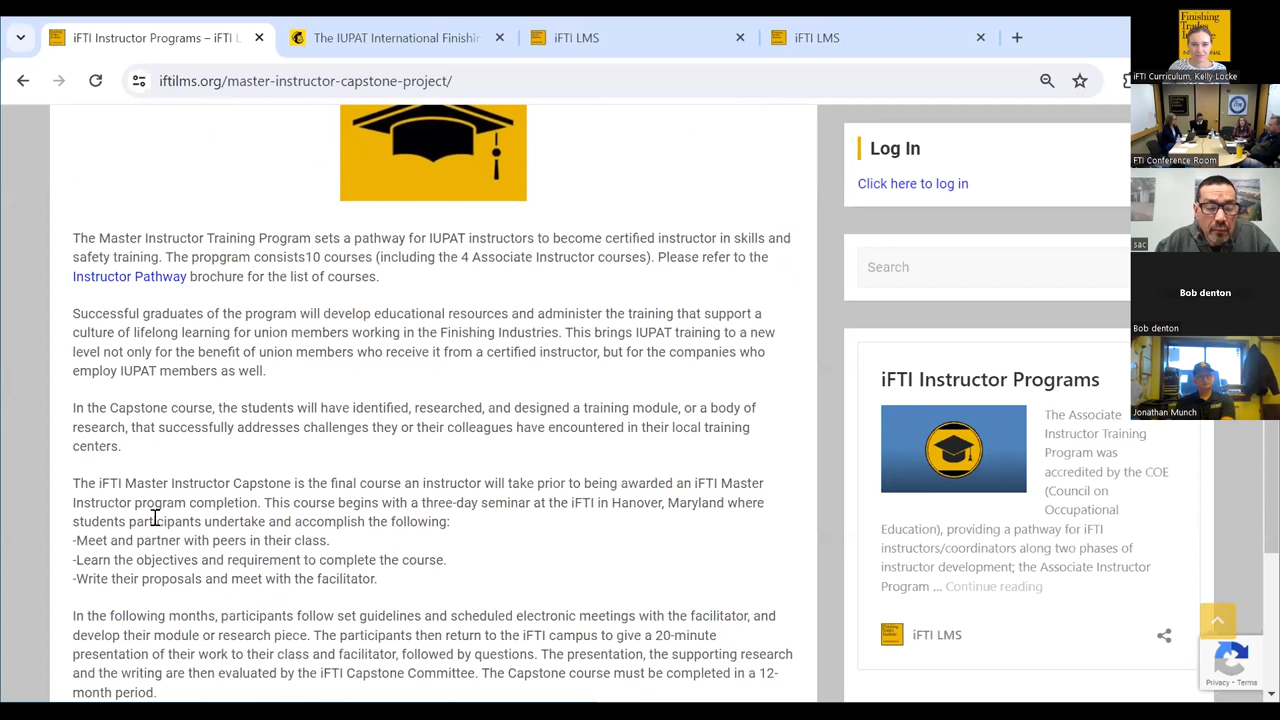 iFTI Instructor Programs – iFTI L
The IUPAT International Finishi
iFTI LMS
iFTI LMS
iftilms.org/master-instructor-capstone-project/
The Master Instructor Training Program sets a pathway for IUPAT instructors to become certified instructor in skills and
safety training. The propgram consists10 courses (including the 4 Associate Instructor courses). Please refer to the
Instructor Pathway brochure for the list of courses.
Successful graduates of the program will develop educational resources and administer the training that support a
culture of lifelong learning for union members working in the Finishing Industries. This brings IUPAT training to a new
level not only for the benefit of union members who receive it from a certified instructor, but for the companies who
employ IUPAT members as well.
In the Capstone course, the students will have identified, researched, and designed a training module, or a body of
research, that successfully addresses challenges they or their colleagues have encountered in their local training
centers.
The iFTI Master Instructor Capstone is the final course an instructor will take prior to being awarded an iFTI Master
Instructor program completion. This course begins with a three-day seminar at the iFTI in Hanover, Maryland where
students participants undertake and accomplish the following:
-Meet and partner with peers in their class.
-Learn the objectives and requirement to complete the course.
-Write their proposals and meet with the facilitator.
In the following months, participants follow set guidelines and scheduled electronic meetings with the facilitator, and
develop their module or research piece. The participants then return to the iFTI campus to give a 20-minute
presentation of their work to their class and facilitator, followed by questions. The presentation, the supporting research
and the writing are then evaluated by the iFTI Capstone Committee. The Capstone course must be completed in a 12-
month period.
Log In
Click here to log in
Search
iFTI Instructor Programs
The Associate
Instructor Training
Program was
accredited by the COE
(Council on
Occupational
Education), providing a pathway for iFTI
instructors/coordinators along two phases of
instructor development; the Associate Instructor
Program ... Continue reading
iFTI LMS
Privacy - Terms
Finishing
Trades
iFTI Curriculum, Kelly Locke
FTI Conference Room
sac
Bob denton
Bob denton
Jonathan Munch